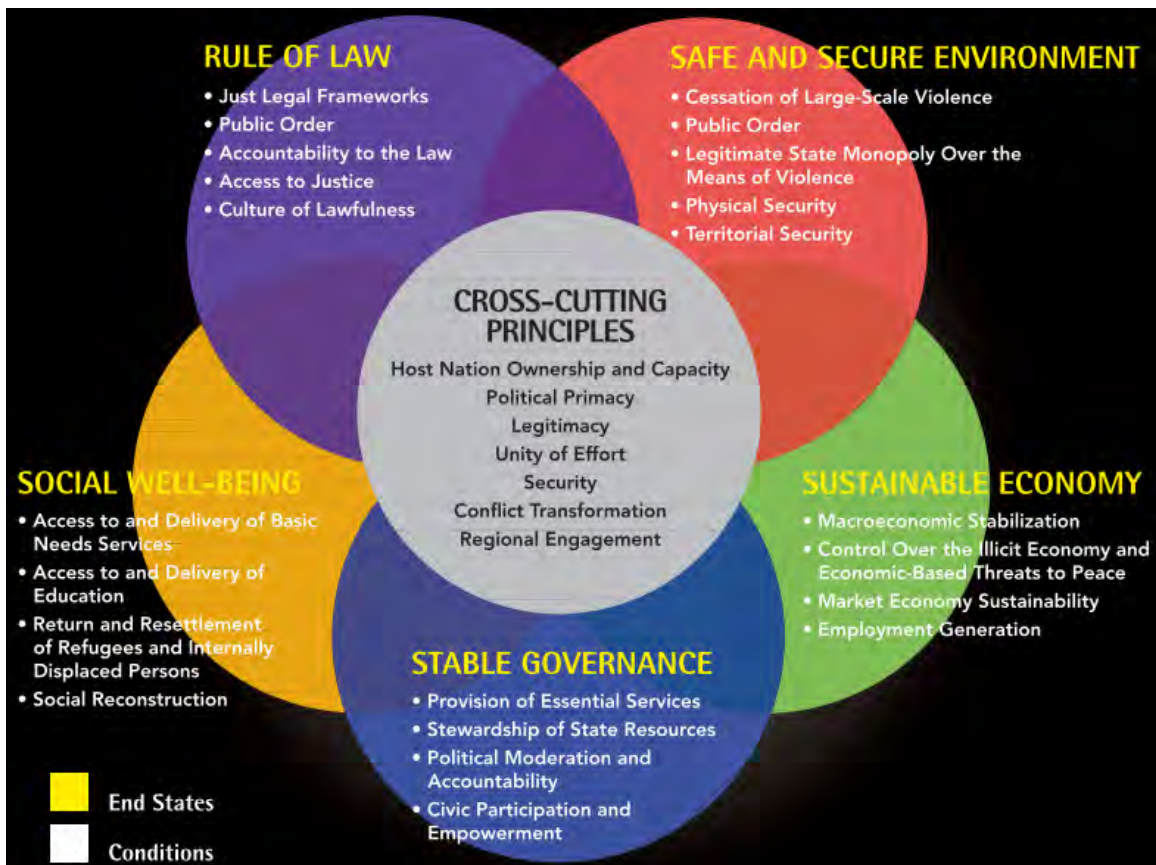 RULE OF LAW
• Just Legal Frameworks
• Public Order
• Accountability to the Law
• Access to Justice
• Culture of Lawfulness
SAFE AND SECURE ENVIRONMENT
• Cessation of Large-Scale Violence
• Public Order
• Legitimate State Monopoly Over the
Means of Violence
• Physical Security
• Territorial Security
CROSS-CUTTING
PRINCIPLES
Host Nation Ownership and Capacity
Political Primacy
Legitimacy
Unity of Effort
Security
Conflict Transformation
Regional Engagement
SOCIAL WELL-BEING
• Access to and Delivery of Basic
Needs Services
• Access to and Delivery of
Education
• Return and Resettlement
of Refugees and Internally
Displaced Persons
• Social Reconstruction
SUSTAINABLE ECONOMY
• Macroeconomic Stabilization
• Control Over the Illicit Economy and
Economic-Based Threats to Peace
• Market Economy Sustainability
• Employment Generation
STABLE GOVERNANCE
• Provision of Essential Services
• Stewardship of State Resources
• Political Moderation and
Accountability
• Civic Participation and
Empowerment
End States
Conditions